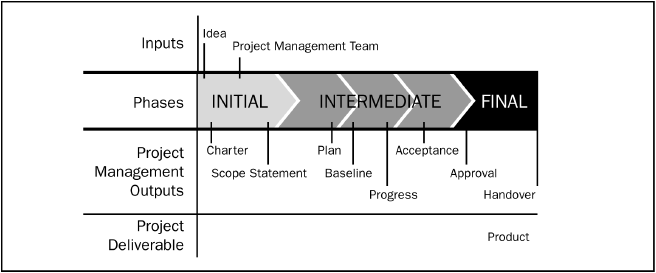 Inputs
Idea
Project Management Team
Phases
INITIAL
INTERMEDIATE
FINAL
Project
Management
Outputs
Charter
Scope Statement
Plan
Baseline
Progress
Acceptance
Approval
Handover
Project
Deliverable
Product